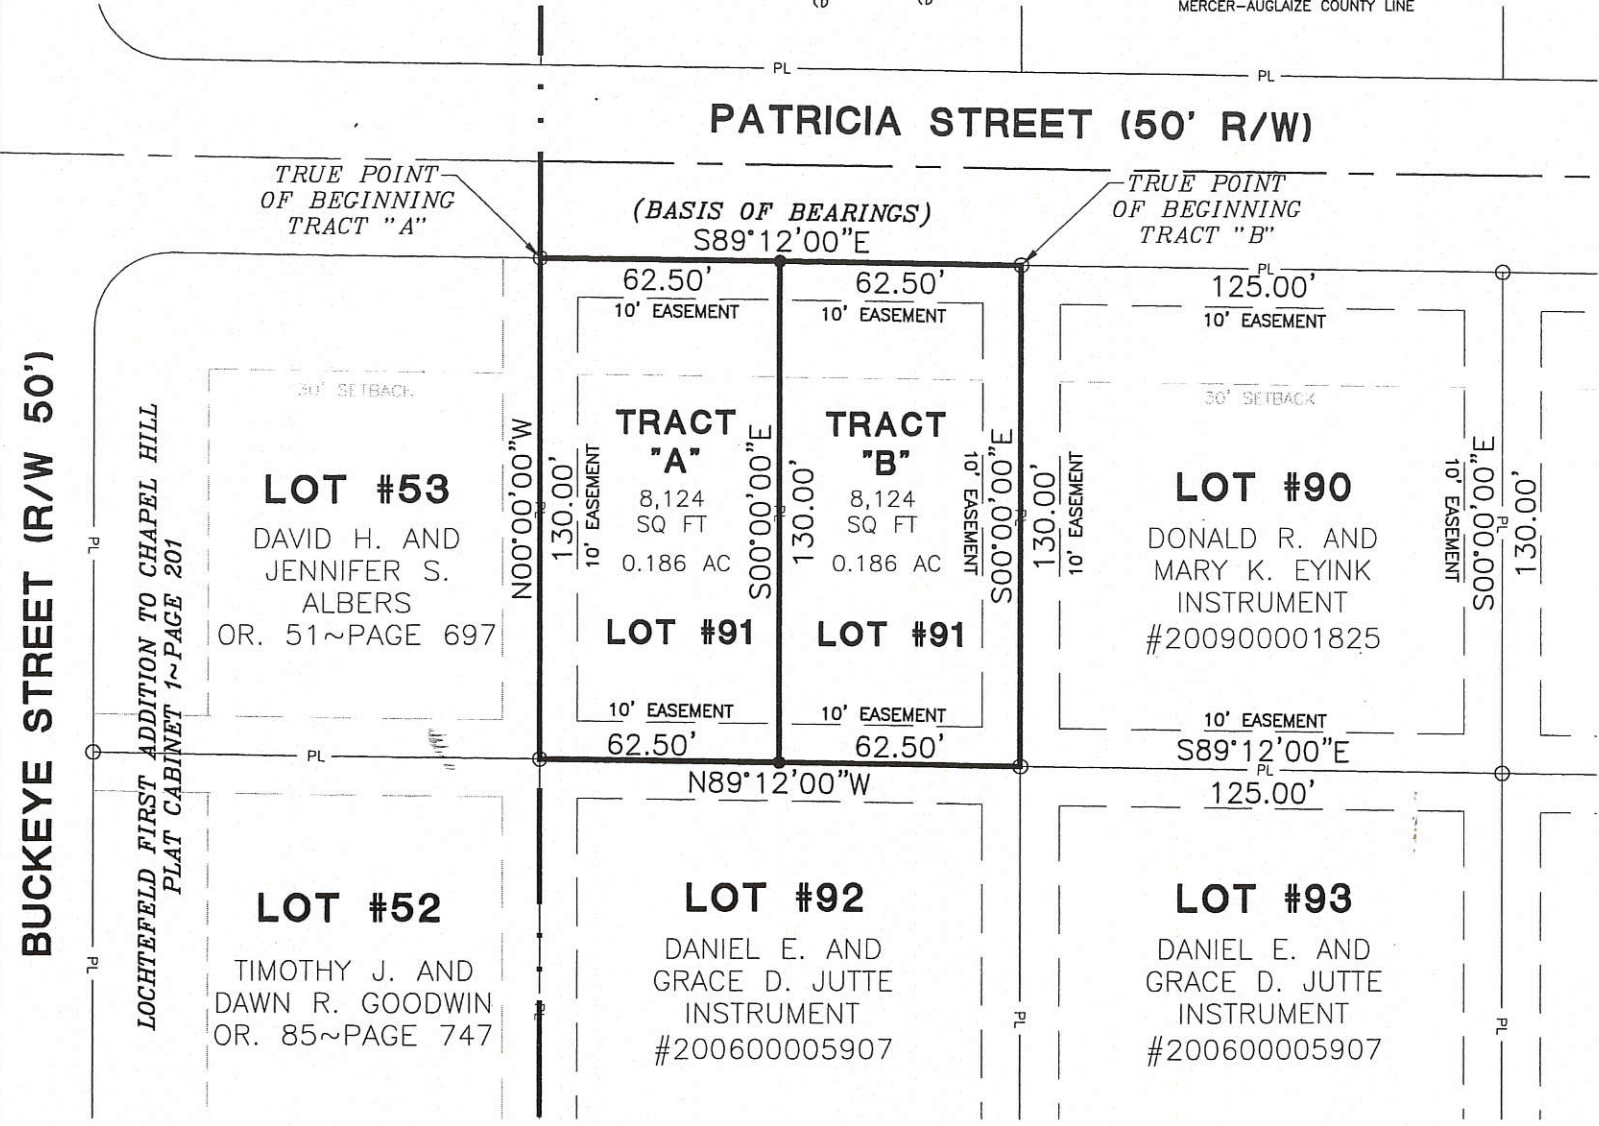 MERCER-AUGLAIZE COUNTY LINE
PL
PL
PATRICIA STREET (50' R/W)
TRUE POINT
OF BEGINNING
TRACT "A"
(BASIS OF BEARINGS)
S89°12'00"E
TRUE POINT
OF BEGINNING
TRACT "B"
62.50'
62.50'
PL
125.00'
10' EASEMENT
10' EASEMENT
10' EASEMENT
30' SETBACK
30' SETBACK
BUCKEYE STREET (R/W 50')
PL
PL
LOCHTEFELD FIRST ADDITION TO CHAPEL HILL
PLAT CABINET 1~PAGE 201
LOT #53
DAVID H. AND
JENNIFER S.
ALBERS
OR. 51~PAGE 697
N00°00'00"W
PL
130.00'
10' EASEMENT
TRACT
"A"
8,124
SQ FT
0.186 AC
LOT #91
S00°00'00"E
PL
130.00'
TRACT
"B"
8,124
SQ FT
0.186 AC
LOT #91
10' EASEMENT
S00°00'00"E
PL
130.00'
10' EASEMENT
LOT #90
DONALD R. AND
MARY K. EYINK
INSTRUMENT
#200900001825
10' EASEMENT
S00°00'00"E
PL
130.00'
10' EASEMENT
10' EASEMENT
10' EASEMENT
62.50'
62.50'
S89°12'00"E
PL
PL
N89°12'00"W
125.00'
LOT #52
TIMOTHY J. AND
DAWN R. GOODWIN
OR. 85~PAGE 747
PL
LOT #92
DANIEL E. AND
GRACE D. JUTTE
INSTRUMENT
#200600005907
PL
LOT #93
DANIEL E. AND
GRACE D. JUTTE
INSTRUMENT
#200600005907
PL